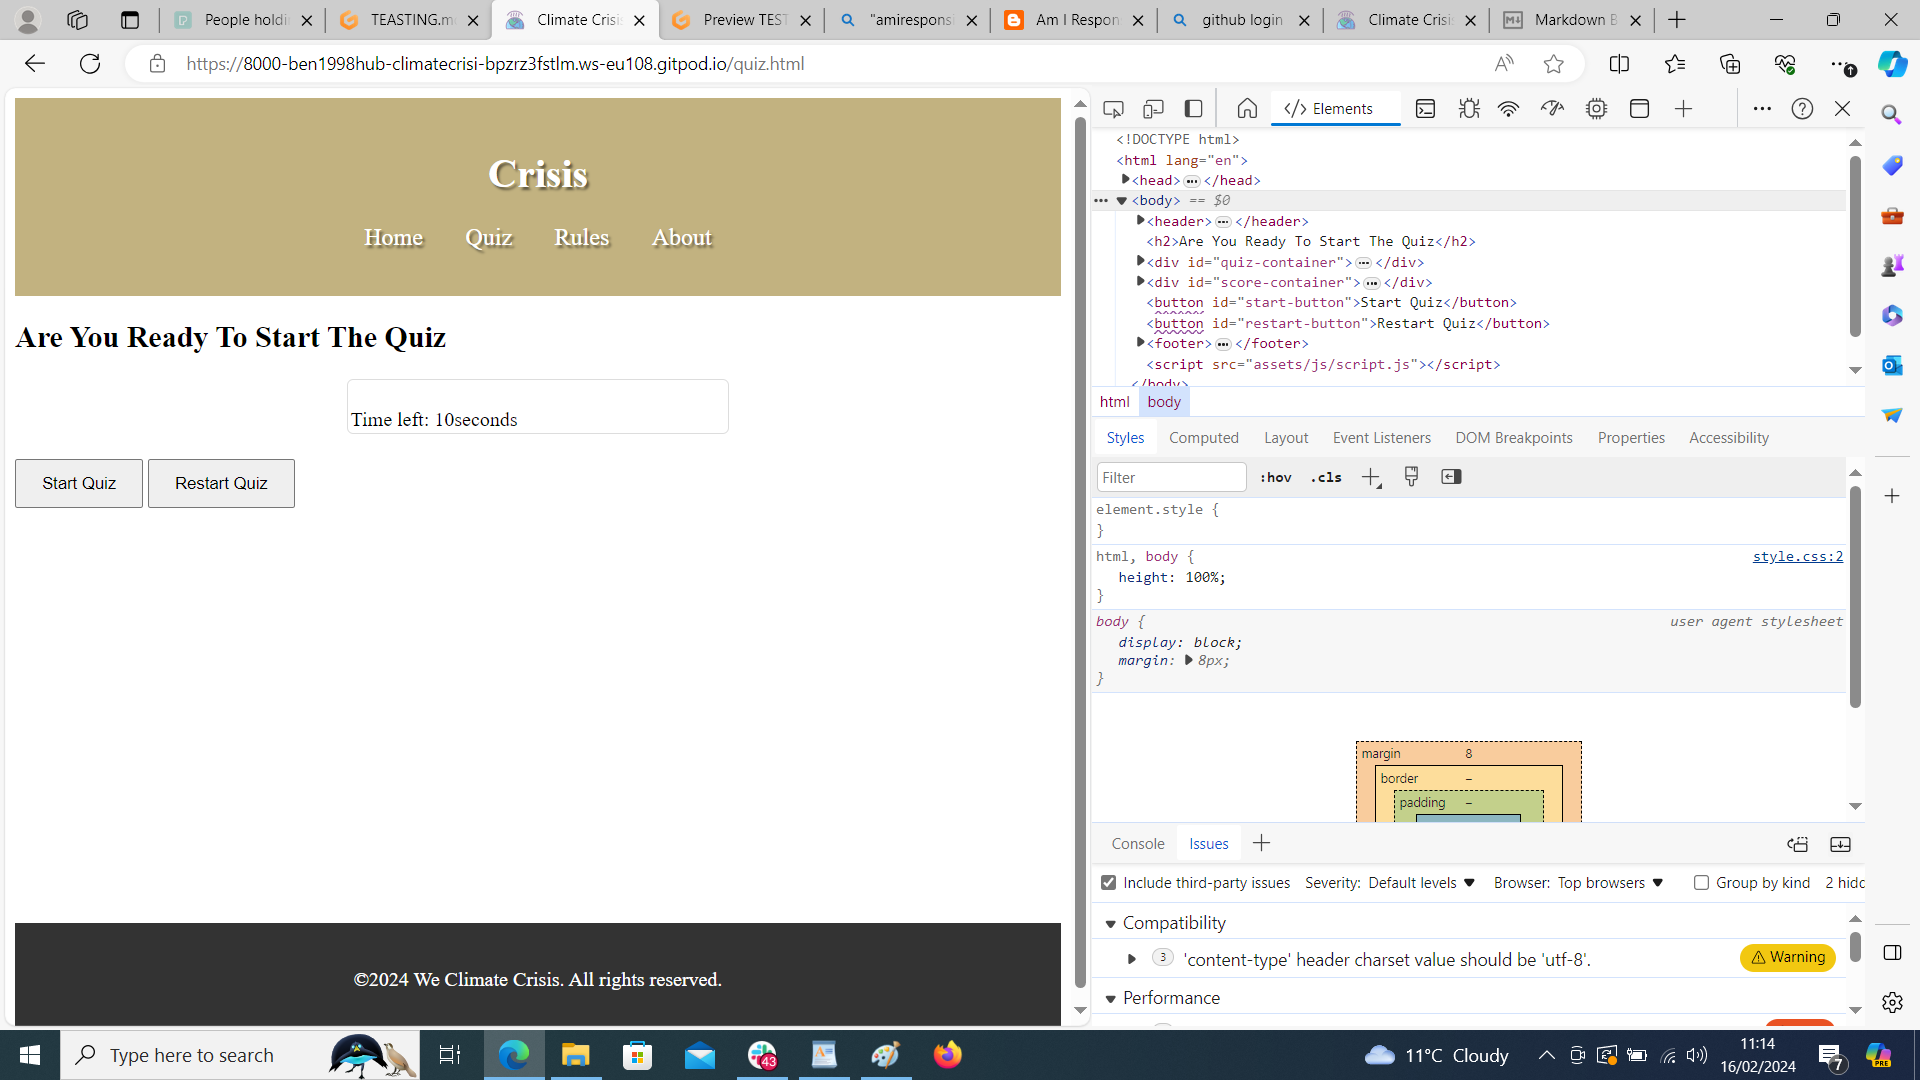 People holdi
TEASTING.m
Climate Crisi
Preview TEST
"amirespons
Am I Respon
github login
Climate Crisi
Markdown B
https://8000-ben1998hub-climatecrisi-bpzrz3fstlm.ws-eu108.gitpod.io/quiz.html
Crisis
Home Quiz Rules About
Are You Ready To Start The Quiz
Time left: 10seconds
Start Quiz Restart Quiz
©2024 We Climate Crisis. All rights reserved.
</> Elements
<!DOCTYPE html>
<html lang="en">
<head> ••• </head>
••• <body> == $0
<header> ••• </header>
<h2>Are You Ready To Start The Quiz</h2>
<div id="quiz-container"> ••• </div>
<div id="score-container"> ••• </div>
<button id="start-button">Start Quiz</button>
<button id="restart-button">Restart Quiz</button>
<footer> ••• </footer>
<script src="assets/js/script.js"></script>
</body>
html body
Styles Computed Layout Event Listeners DOM Breakpoints Properties Accessibility
Filter :hov .cls
element.style {
}
html, body { style.css:2
height: 100%;
}
body { user agent stylesheet
display: block;
margin: 8px;
}
margin 8
border –
padding –
Console Issues
Include third-party issues Severity: Default levels Browser: Top browsers Group by kind 2 hidd
Compatibility
3 'content-type' header charset value should be 'utf-8'. Warning
Performance
Type here to search
43
PRE
11°C Cloudy
11:14
16/02/2024
7